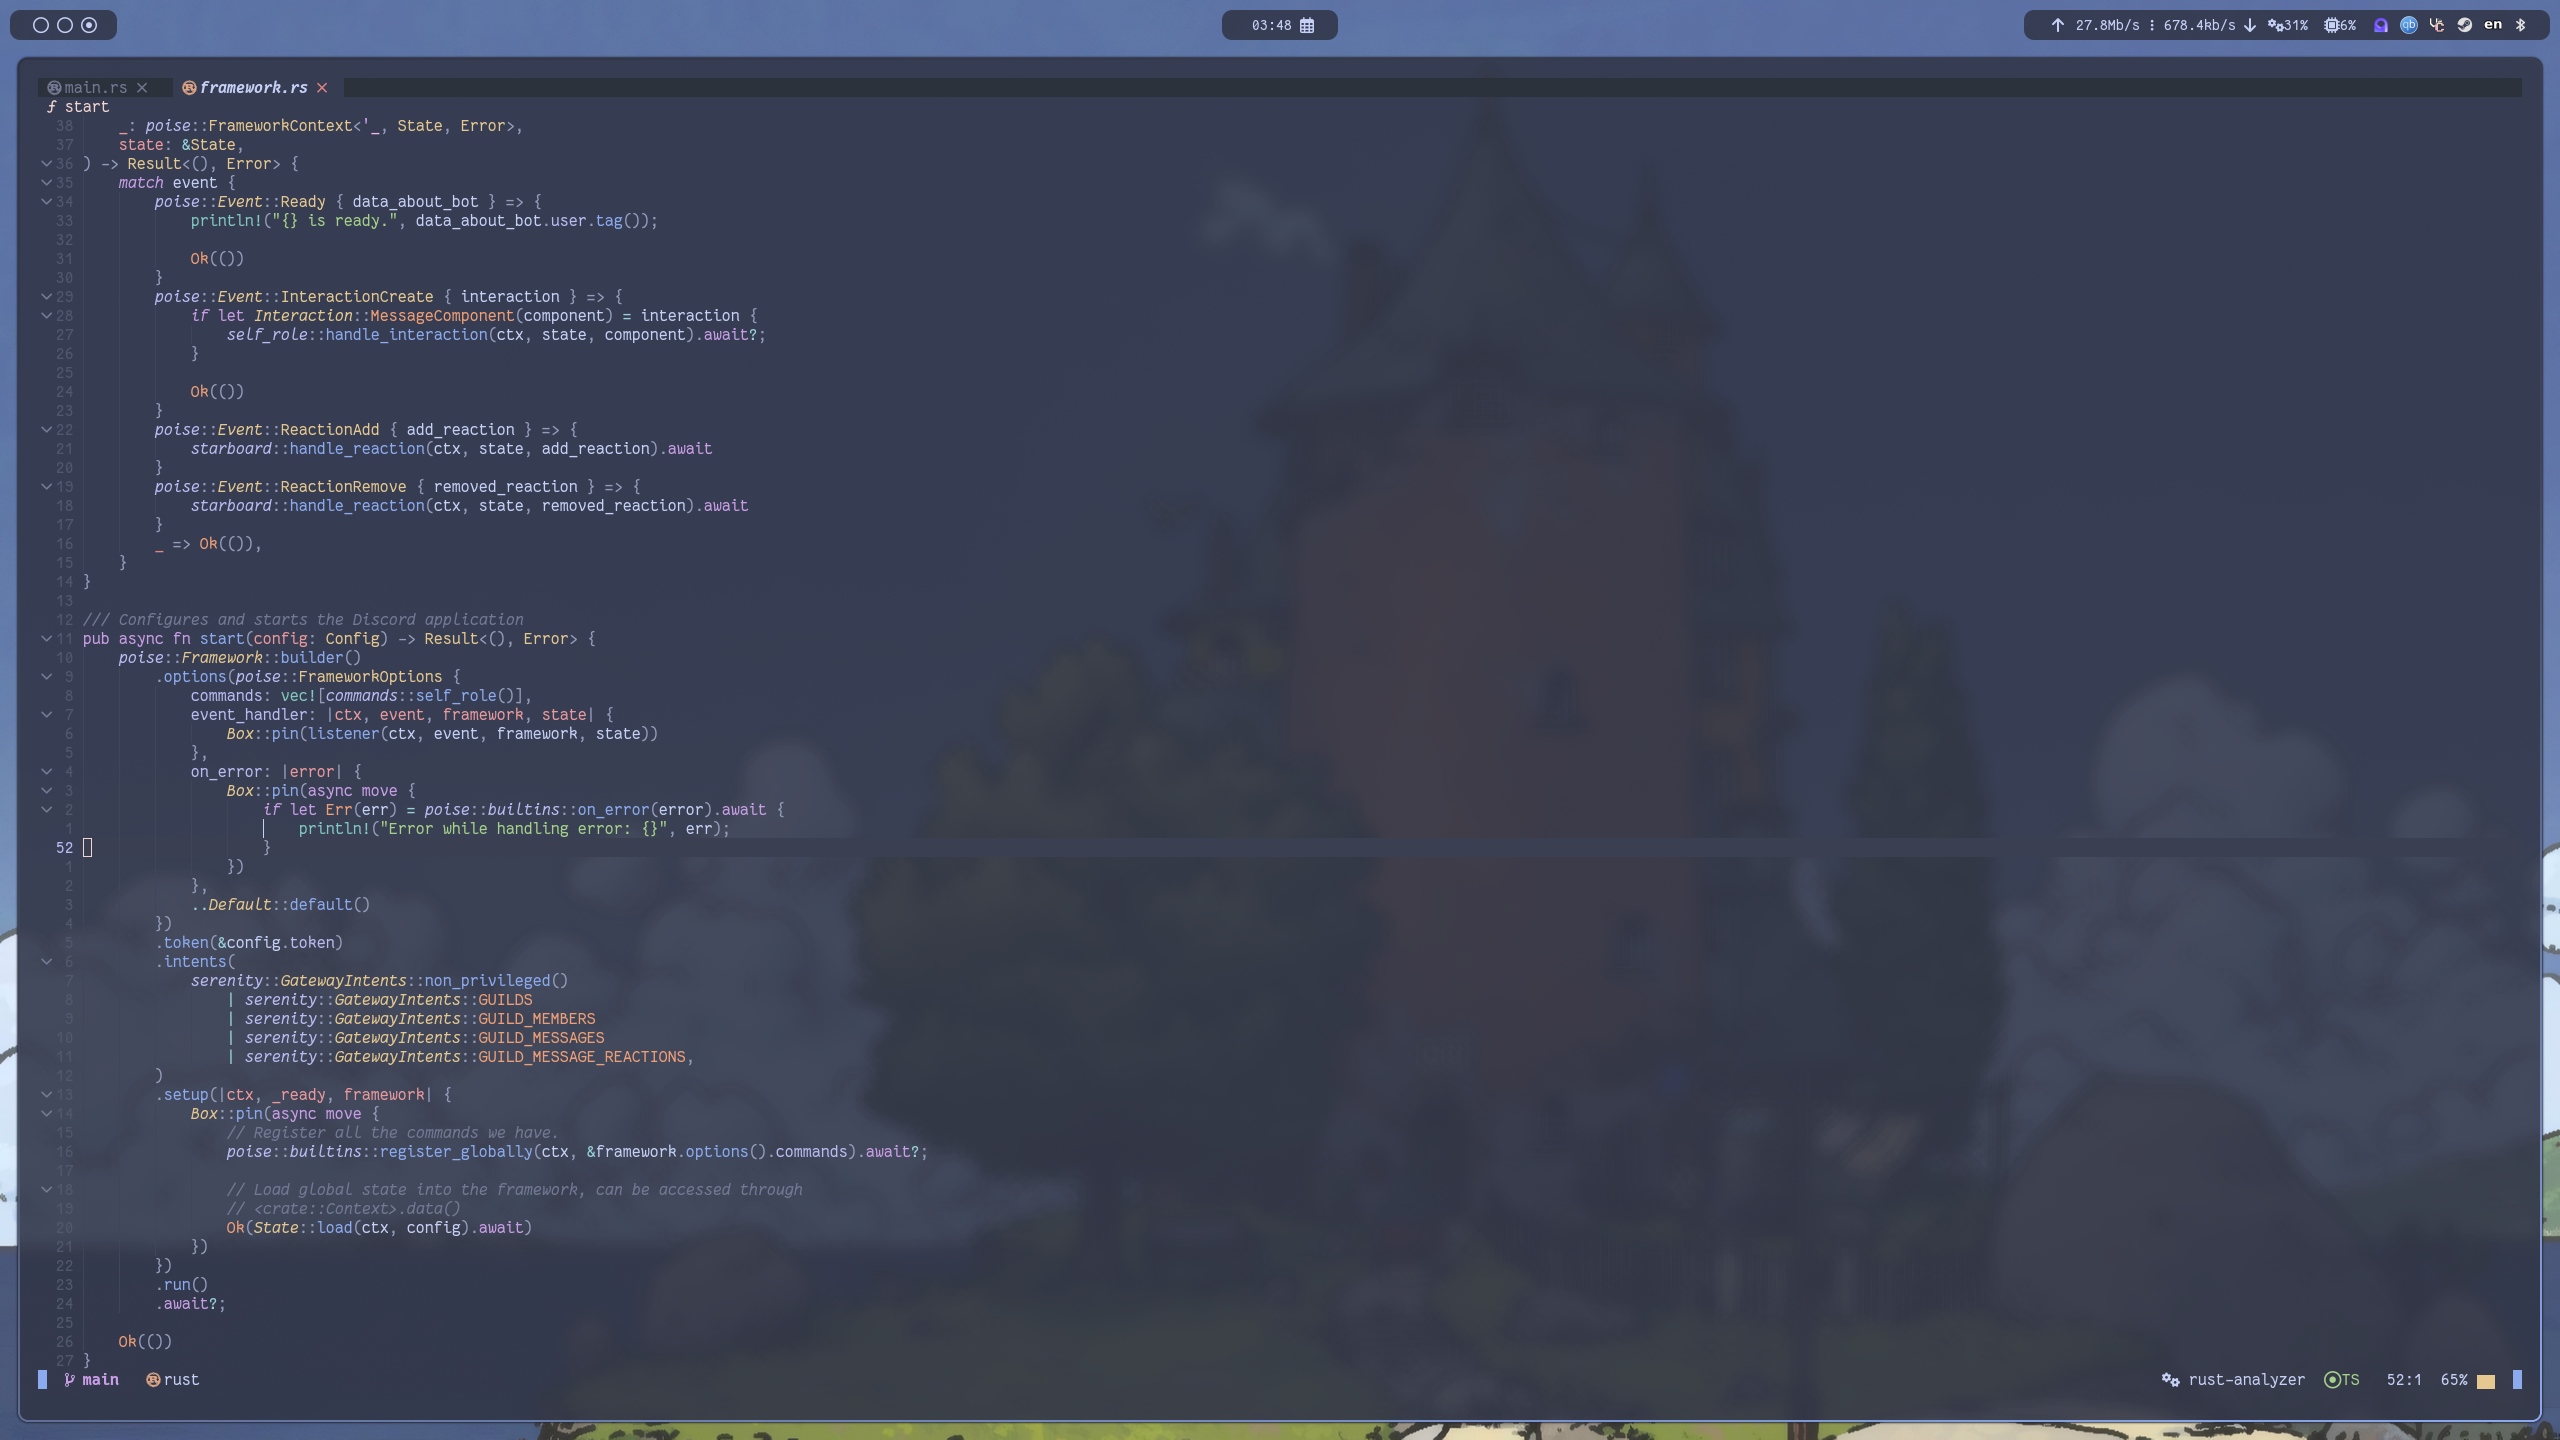 03:48
27.8Mb/s ⋮ 678.4kb/s 31% 6% qb en
main.rs × framework.rs ×
ƒ start
38     _: poise::FrameworkContext<'_, State, Error>,
37     state: &State,
36 ) -> Result<(), Error> {
35     match event {
34         poise::Event::Ready { data_about_bot } => {
33             println!("{} is ready.", data_about_bot.user.tag());
32
31             Ok(())
30         }
29         poise::Event::InteractionCreate { interaction } => {
28             if let Interaction::MessageComponent(component) = interaction {
27                 self_role::handle_interaction(ctx, state, component).await?;
26             }
25
24             Ok(())
23         }
22         poise::Event::ReactionAdd { add_reaction } => {
21             starboard::handle_reaction(ctx, state, add_reaction).await
20         }
19         poise::Event::ReactionRemove { removed_reaction } => {
18             starboard::handle_reaction(ctx, state, removed_reaction).await
17         }
16         _ => Ok(()),
15     }
14 }
13
12 /// Configures and starts the Discord application
11 pub async fn start(config: Config) -> Result<(), Error> {
10     poise::Framework::builder()
9         .options(poise::FrameworkOptions {
8             commands: vec![commands::self_role()],
7             event_handler: |ctx, event, framework, state| {
6                 Box::pin(listener(ctx, event, framework, state))
5             },
4             on_error: |error| {
3                 Box::pin(async move {
2                     if let Err(err) = poise::builtins::on_error(error).await {
1                         println!("Error while handling error: {}", err);
52                     }
1                 })
2             },
3             ..Default::default()
4         })
5         .token(&config.token)
6         .intents(
7             serenity::GatewayIntents::non_privileged()
8                 | serenity::GatewayIntents::GUILDS
9                 | serenity::GatewayIntents::GUILD_MEMBERS
10                 | serenity::GatewayIntents::GUILD_MESSAGES
11                 | serenity::GatewayIntents::GUILD_MESSAGE_REACTIONS,
12         )
13         .setup(|ctx, _ready, framework| {
14             Box::pin(async move {
15                 // Register all the commands we have.
16                 poise::builtins::register_globally(ctx, &framework.options().commands).await?;
17
18                 // Load global state into the framework, can be accessed through
19                 // <crate::Context>.data()
20                 Ok(State::load(ctx, config).await)
21             })
22         })
23         .run()
24         .await?;
25
26     Ok(())
27 }
main rust rust-analyzer TS 52:1 65%